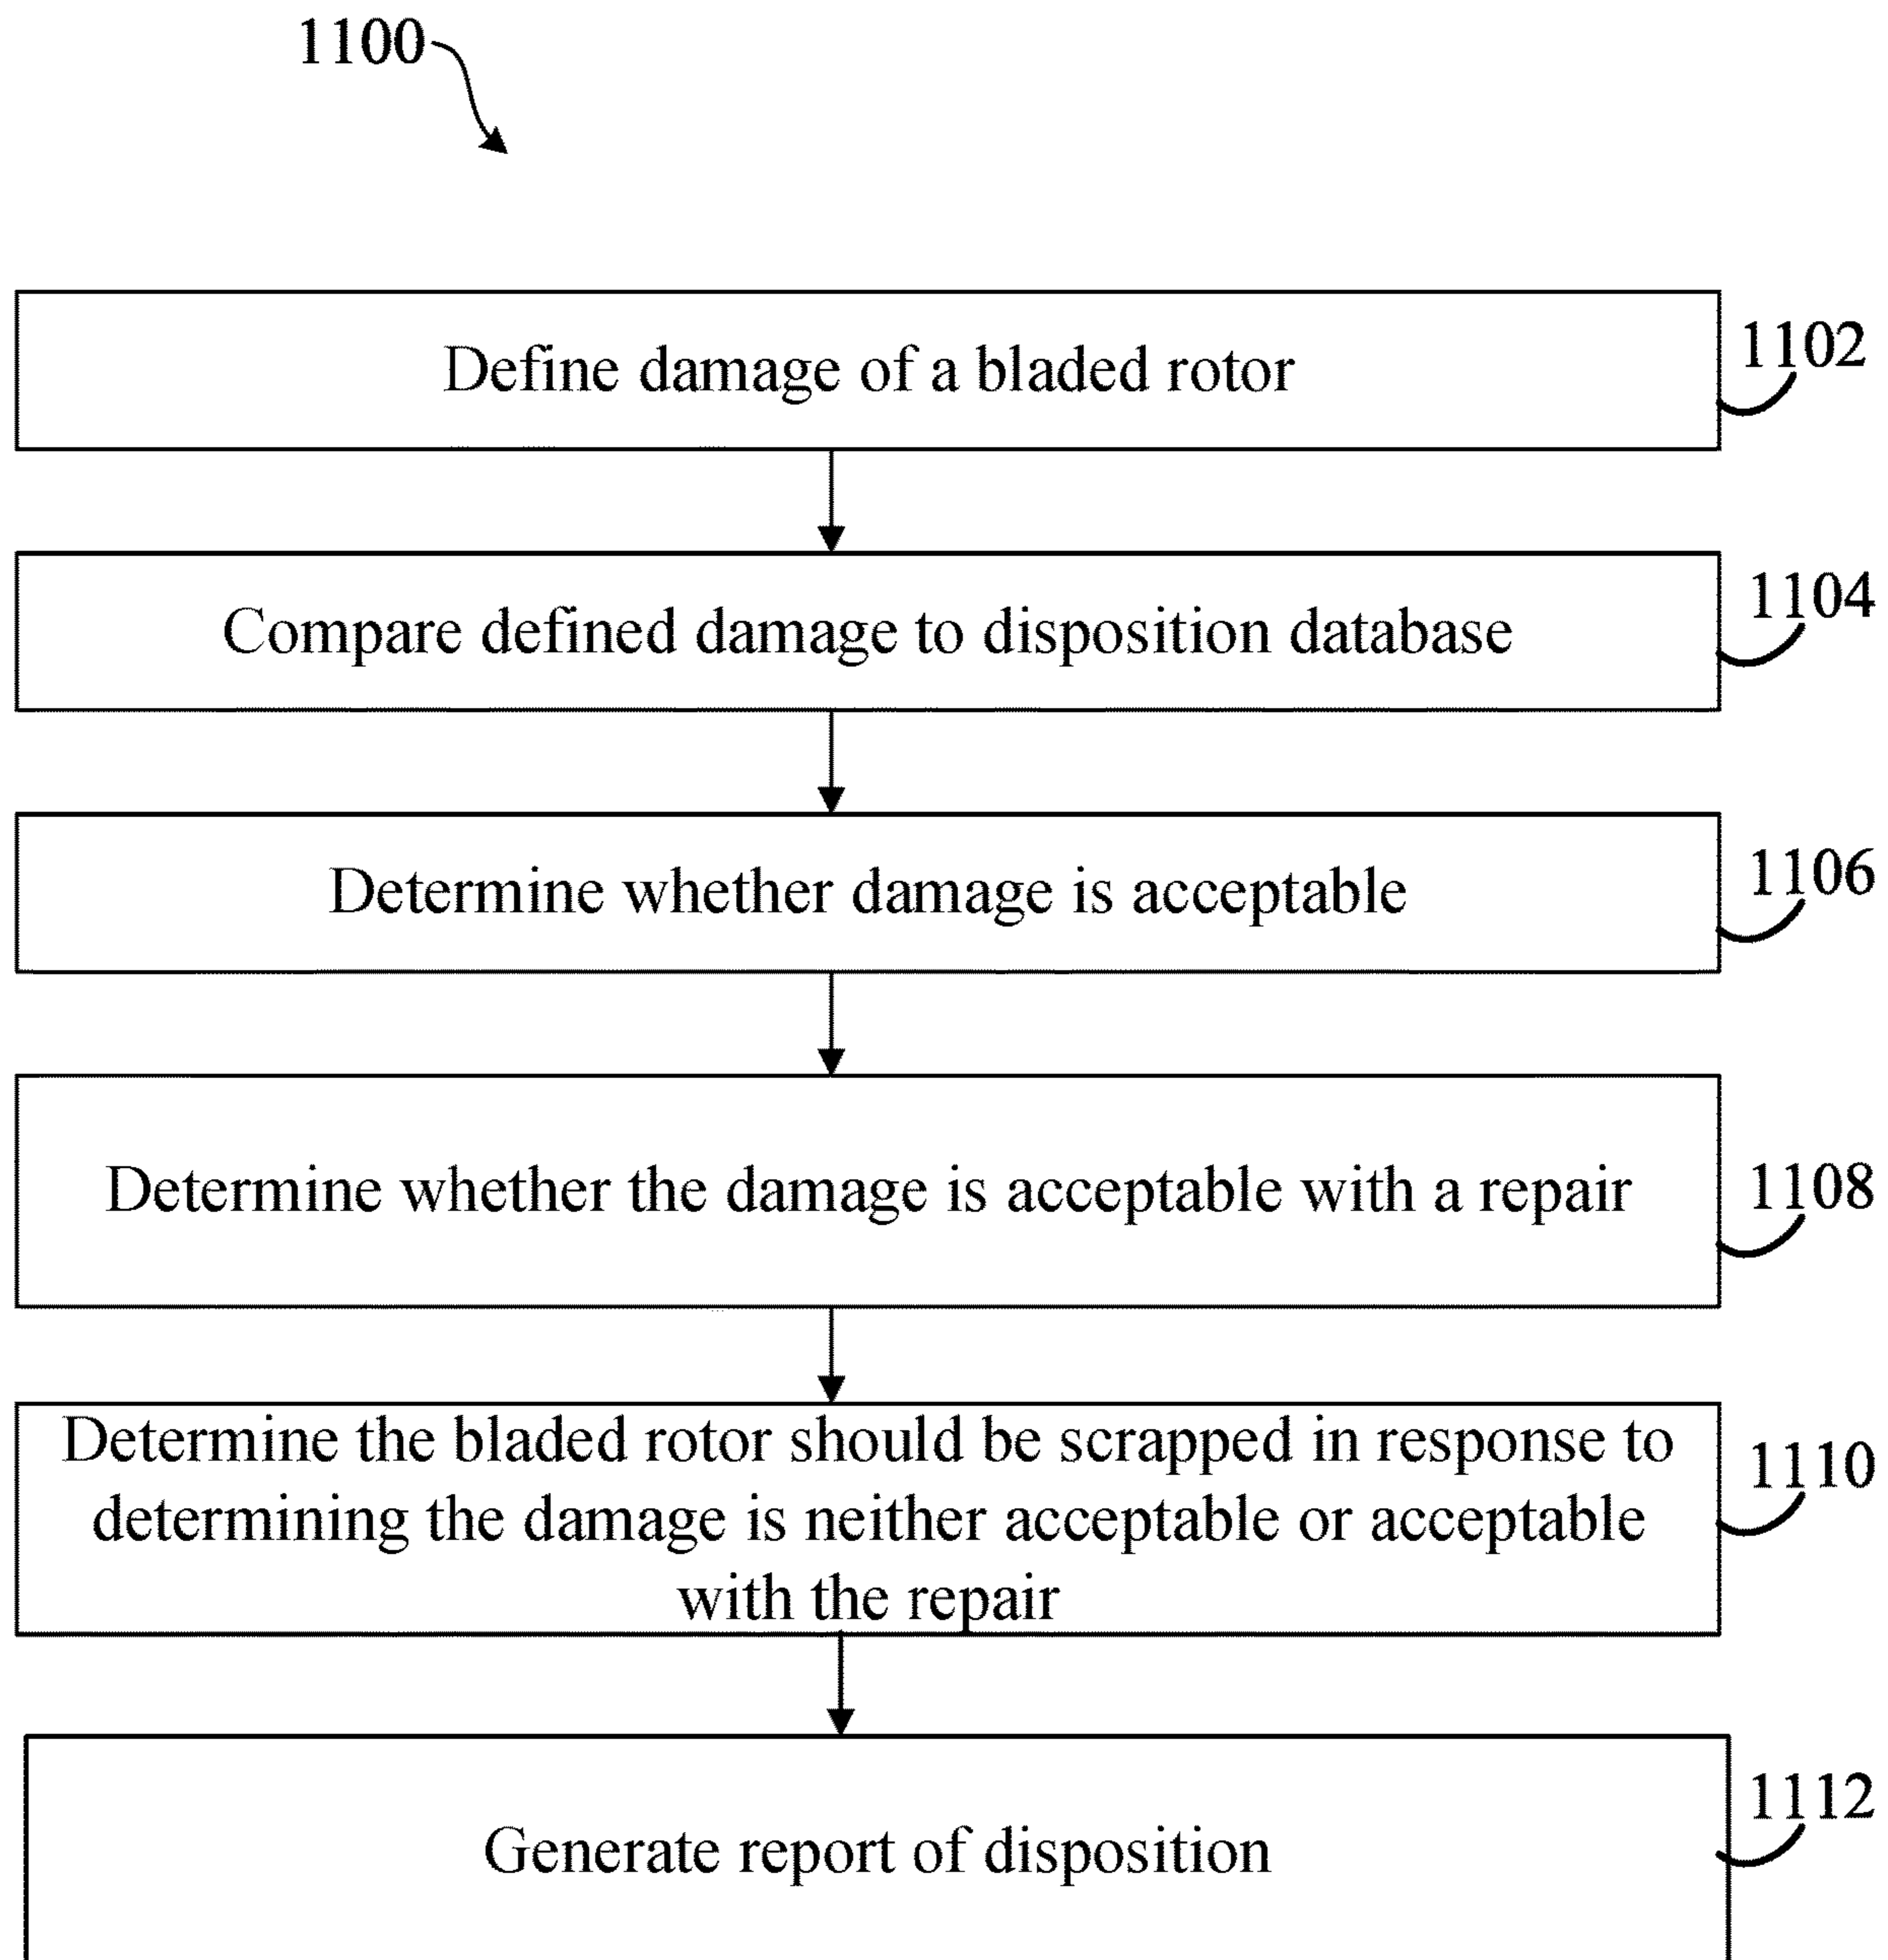 1100
Define damage of a bladed rotor
1102
Compare defined damage to disposition database
1104
Determine whether damage is acceptable
1106
Determine whether the damage is acceptable with a repair
1108
Determine the bladed rotor should be scrapped in response to
determining the damage is neither acceptable or acceptable
with the repair
1110
Generate report of disposition
1112